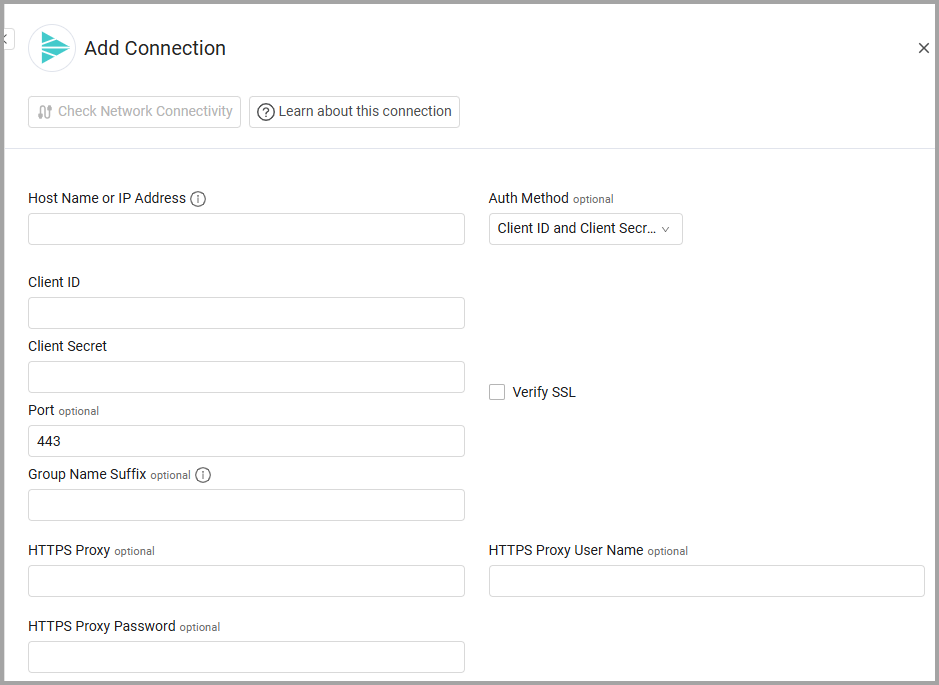 Add Connection
Check Network Connectivity
Learn about this connection
Host Name or IP Address
Auth Method optional
Client ID and Client Secr...
Client ID
Client Secret
Verify SSL
Port optional
443
Group Name Suffix optional
HTTPS Proxy optional
HTTPS Proxy User Name optional
HTTPS Proxy Password optional